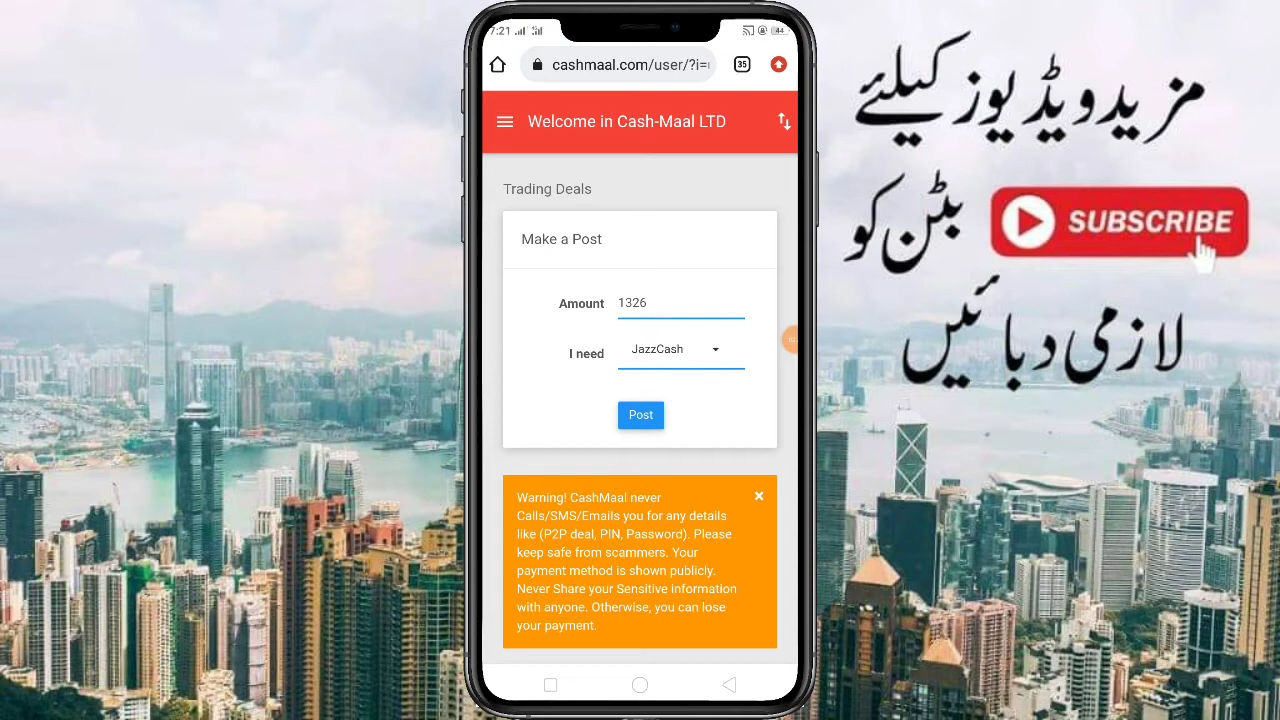 7:21
44
cashmaal.com/user/?i=
35
Welcome in Cash-Maal LTD
Trading Deals
Make a Post
Amount 1326
I need JazzCash
Post
Warning! CashMaal never
Calls/SMS/Emails you for any details
like (P2P deal, PIN, Password). Please
keep safe from scammers. Your
payment method is shown publicly.
Never Share your Sensitive information
with anyone. Otherwise, you can lose
your payment.
مزید ویڈیوز کیلئے
بٹن کو SUBSCRIBE
لازمی دبائیں